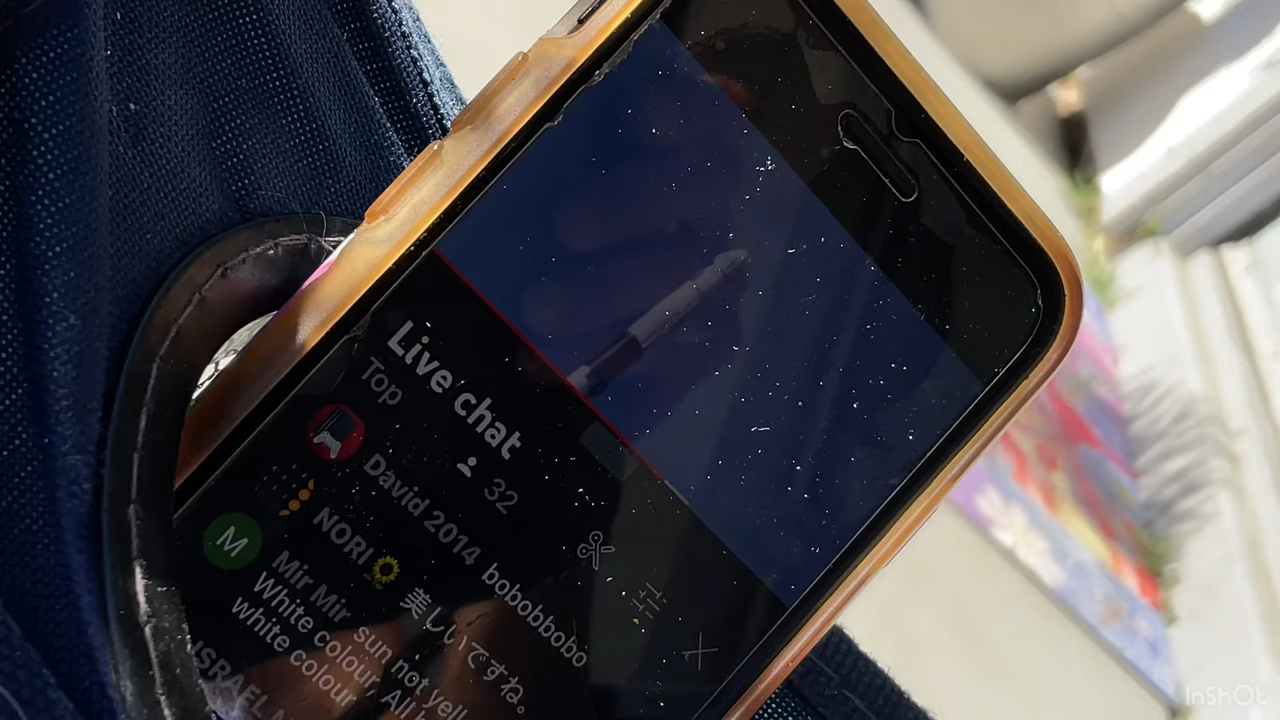 Live chat
Top 32
David 2014 bobobbobo
NORI🌻 美しいですね。
M Mir Mir sun not
White colour, All
white colour
ISRAEL
InShOt